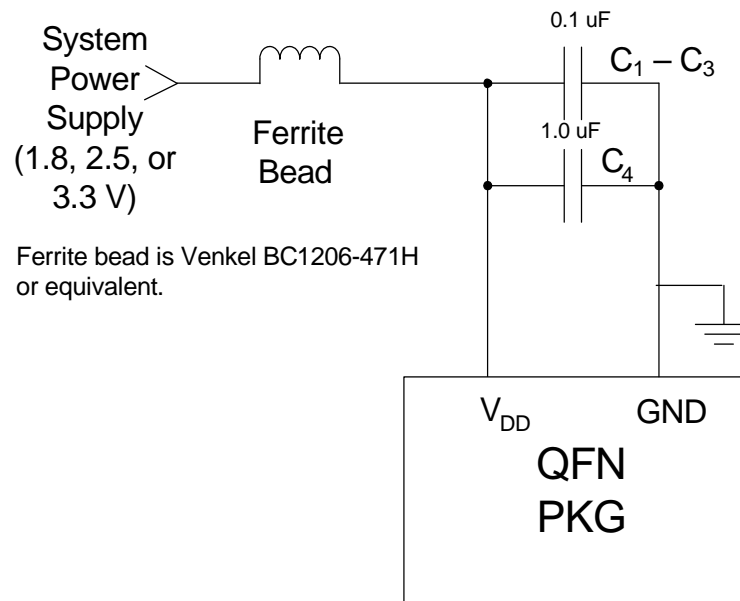 System
Power
Supply
(1.8, 2.5, or
3.3 V)
Ferrite
Bead
0.1 uF
C₁ – C₃
1.0 uF
C₄
Ferrite bead is Venkel BC1206-471H
or equivalent.
V_DD
GND
QFN
PKG